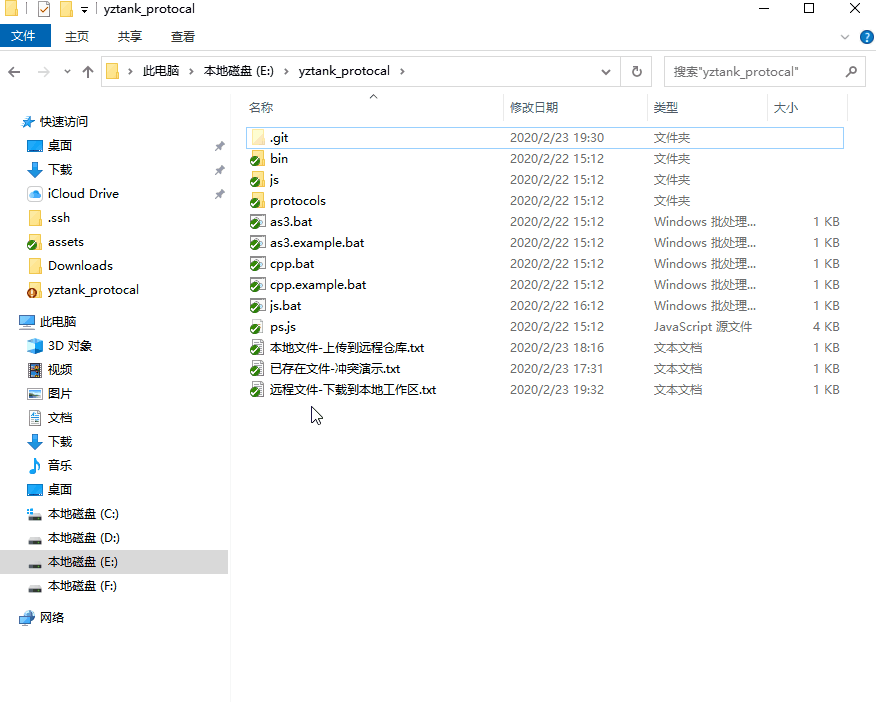 yztank_protocal
文件 主页 共享 查看
此电脑 本地磁盘 (E:) yztank_protocal 搜索"yztank_protocal"
名称 修改日期 类型 大小
快速访问
桌面
下载
iCloud Drive
.ssh
assets
Downloads
yztank_protocal
此电脑
3D 对象
视频
图片
文档
下载
音乐
桌面
本地磁盘 (C:)
本地磁盘 (D:)
本地磁盘 (E:)
本地磁盘 (F:)
网络
.git 2020/2/23 19:30 文件夹
bin 2020/2/22 15:12 文件夹
js 2020/2/22 15:12 文件夹
protocols 2020/2/22 15:12 文件夹
as3.bat 2020/2/22 15:12 Windows 批处理... 1 KB
as3.example.bat 2020/2/22 15:12 Windows 批处理... 1 KB
cpp.bat 2020/2/22 15:12 Windows 批处理... 1 KB
cpp.example.bat 2020/2/22 15:12 Windows 批处理... 1 KB
js.bat 2020/2/22 16:12 Windows 批处理... 1 KB
ps.js 2020/2/22 15:12 JavaScript 源文件 4 KB
本地文件-上传到远程仓库.txt 2020/2/23 18:16 文本文档 1 KB
已存在文件-冲突演示.txt 2020/2/23 17:31 文本文档 1 KB
远程文件-下载到本地工作区.txt 2020/2/23 19:32 文本文档 1 KB